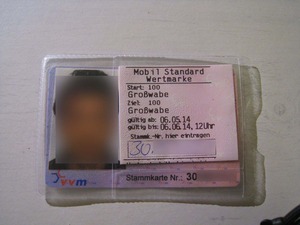 Mobil Standard
Wertmarke
Start: 100
Großwabe
Ziel: 100
Großwabe
gültig ab: 06.05.14
gültig bis: 06.06.14, 12Uhr
Stammk.-Nr. hier eintragen
30.
vvm
Stammkarte Nr.: 30